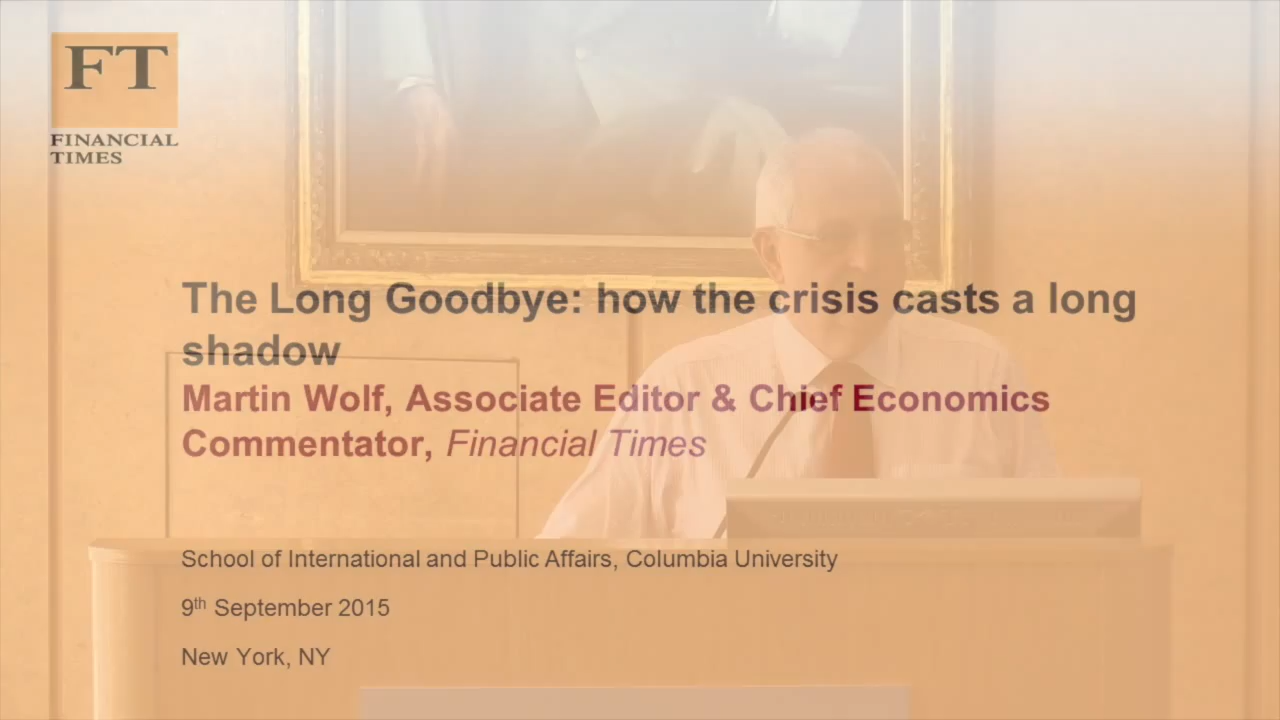 FT
FINANCIAL
TIMES
The Long Goodbye: how the crisis casts a long
shadow
Martin Wolf, Associate Editor & Chief Economics
Commentator, Financial Times
School of International and Public Affairs, Columbia University
9th September 2015
New York, NY